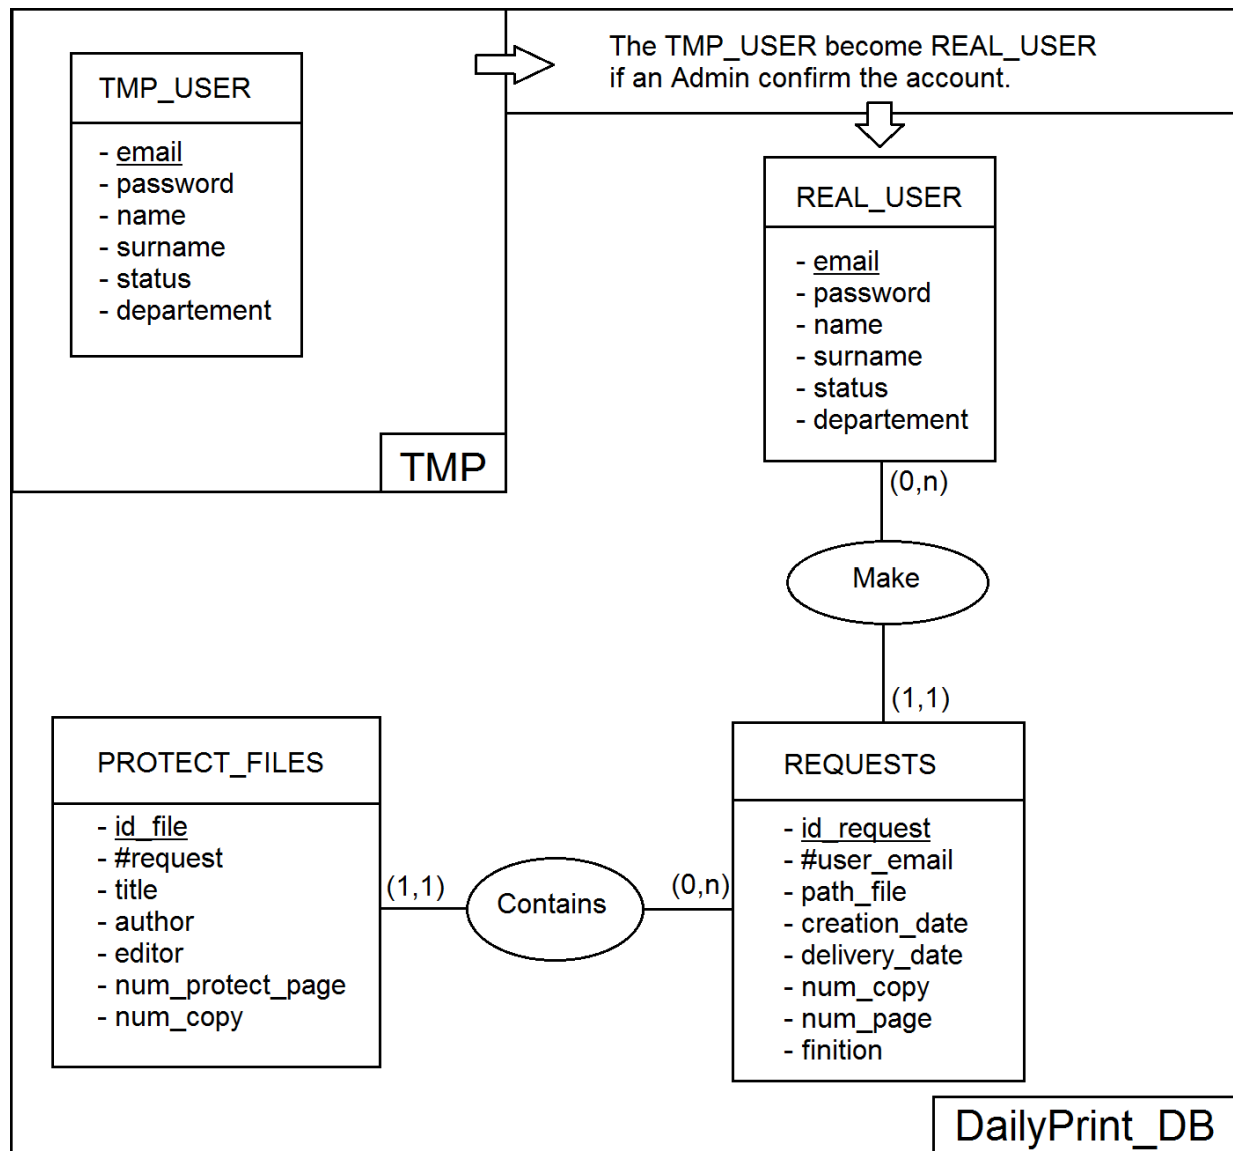 The TMP_USER become REAL_USER
if an Admin confirm the account.
TMP_USER
- email
- password
- name
- surname
- status
- departement
TMP
REAL_USER
- email
- password
- name
- surname
- status
- departement
(0,n)
Make
(1,1)
PROTECT_FILES
- id_file
- #request
- title
- author
- editor
- num_protect_page
- num_copy
(1,1)
Contains
(0,n)
REQUESTS
- id_request
- #user_email
- path_file
- creation_date
- delivery_date
- num_copy
- num_page
- finition
DailyPrint_DB